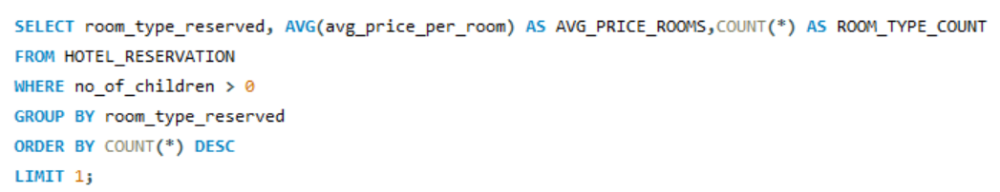 SELECT room_type_reserved, AVG(avg_price_per_room) AS AVG_PRICE_ROOMS,COUNT(*) AS ROOM_TYPE_COUNT
FROM HOTEL_RESERVATION
WHERE no_of_children > 0
GROUP BY room_type_reserved
ORDER BY COUNT(*) DESC
LIMIT 1;